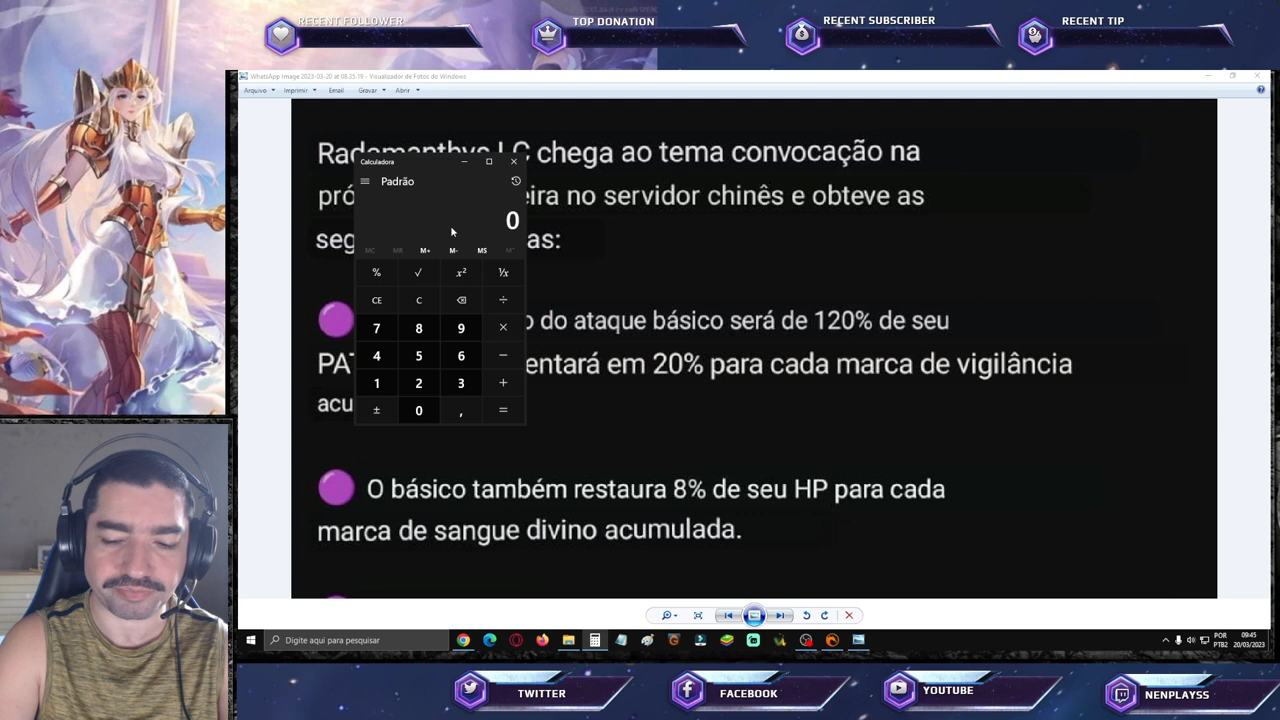 RECENT FOLLOWER
TOP DONATION
RECENT SUBSCRIBER
RECENT TIP
WhatsApp Image 2023-03-20 at 08.35.19 - Visualizador de Fotos do Windows
Arquivo Imprimir Email Gravar Abrir
Radamanthys LC chega ao tema convocação na
eira no servidor chinês e obteve as
as:
Calculadora
Padrão
0
MC MR M+ M- MS M˅
% √ x² ¹/x
CE C ÷
7 8 9 ×
4 5 6 −
1 2 3 +
± 0 , =
do ataque básico será de 120% de seu
entará em 20% para cada marca de vigilância
O básico também restaura 8% de seu HP para cada
marca de sangue divino acumulada.
Digite aqui para pesquisar
POR
PTB2
09:45
20/03/2023
TWITTER
FACEBOOK
YOUTUBE
NENPLAYSS